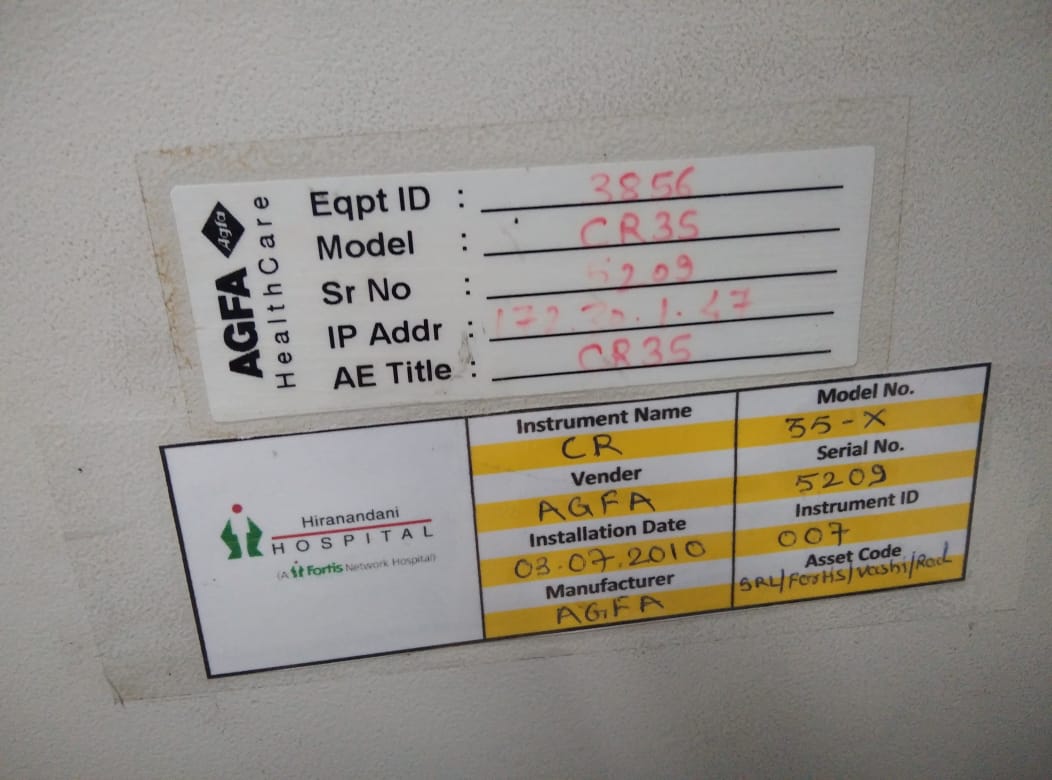 AGFA Agfa
HealthCare
Eqpt ID : 3856
Model : CR35
Sr No : 5209
IP Addr :
AE Title : CR35
Hiranandani
HOSPITAL
(A Fortis Network Hospital)
Instrument Name
CR
Vender
AGFA
Installation Date
03.07.2010
Manufacturer
AGFA
Model No.
35-X
Serial No.
5209
Instrument ID
007
Asset Code
SRL/ForHS/Vashi/Rad